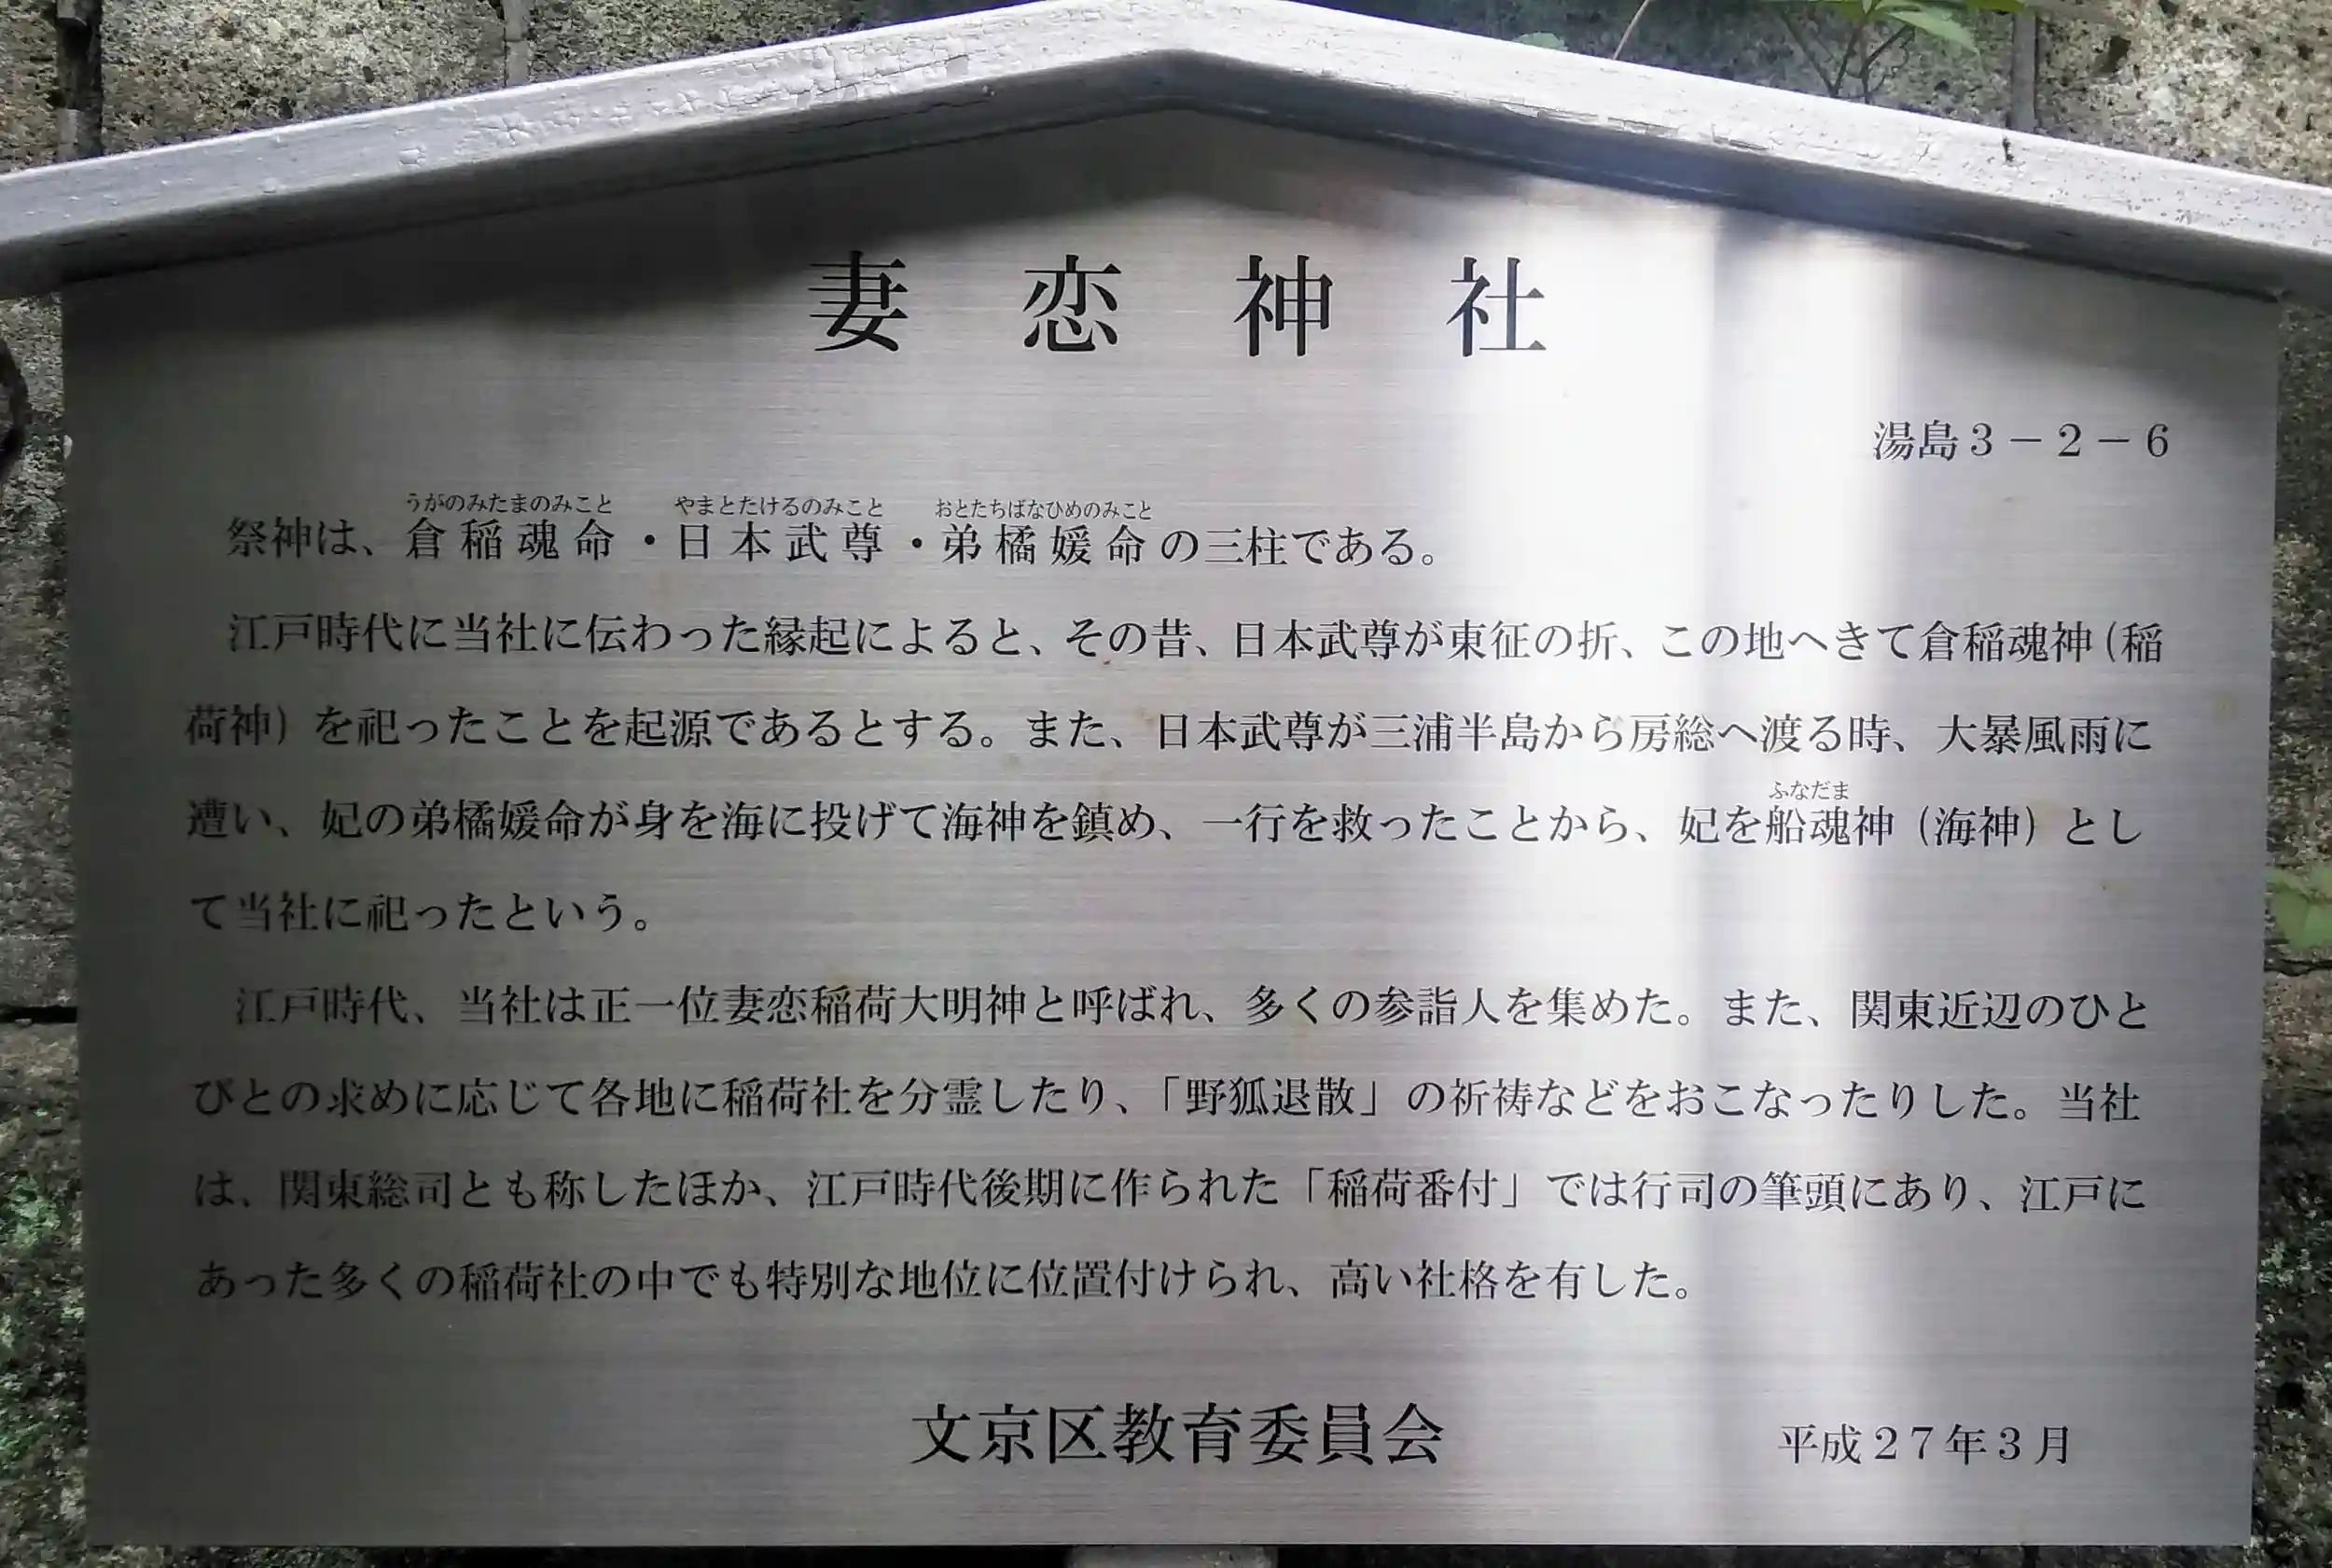 妻恋神社
湯島3-2-6
うがのみたまのみこと やまとたけるのみこと おとたちばなひめのみこと
祭神は、倉稲魂命・日本武尊・弟橘媛命の三柱である。
江戸時代に当社に伝わった縁起によると、その昔、日本武尊が東征の折、この地へきて倉稲魂神(稲
荷神)を祀ったことを起源であるとする。また、日本武尊が三浦半島から房総へ渡る時、大暴風雨に
ふなだま
遭い、妃の弟橘媛命が身を海に投げて海神を鎮め、一行を救ったことから、妃を船魂神(海神)とし
て当社に祀ったという。
江戸時代、当社は正一位妻恋稲荷大明神と呼ばれ、多くの参詣人を集めた。また、関東近辺のひと
びとの求めに応じて各地に稲荷社を分霊したり、「野狐退散」の祈祷などをおこなったりした。当社
は、関東総司とも称したほか、江戸時代後期に作られた「稲荷番付」では行司の筆頭にあり、江戸に
あった多くの稲荷社の中でも特別な地位に位置付けられ、高い社格を有した。
文京区教育委員会
平成27年3月